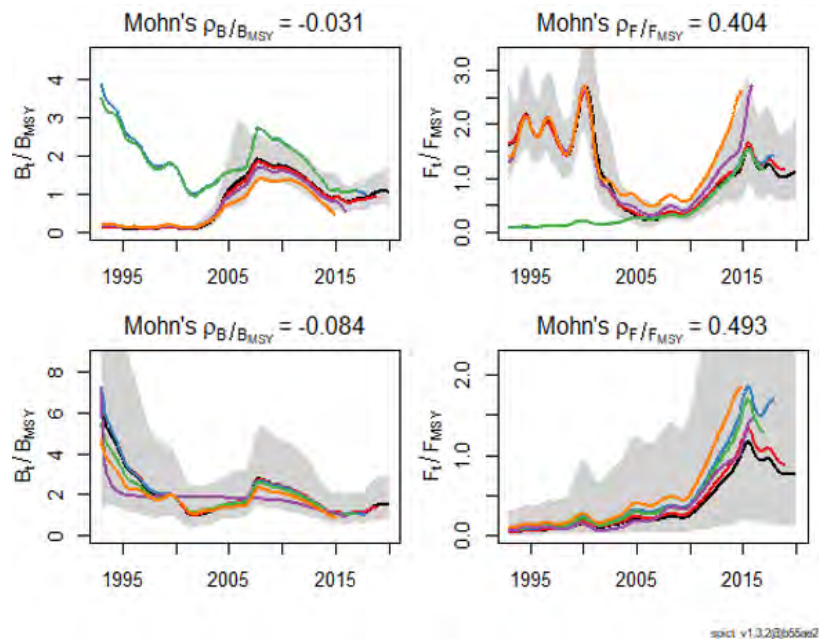 Mohn's ρB/BMSY = -0.031
Mohn's ρF/FMSY = 0.404
Bt / BMSY
4
3
2
1
0
1995 2005 2015
Ft / FMSY
3.0
2.0
1.0
0.0
1995 2005 2015
Mohn's ρB/BMSY = -0.084
Mohn's ρF/FMSY = 0.493
Bt / BMSY
8
6
4
2
0
1995 2005 2015
Ft / FMSY
2.0
1.0
0.0
1995 2005 2015